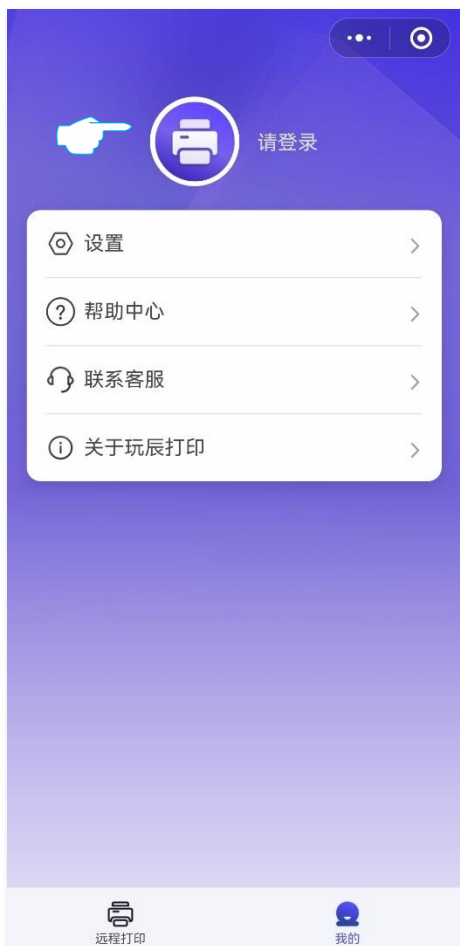 请登录
设置
帮助中心
联系客服
关于玩辰打印
远程打印
我的